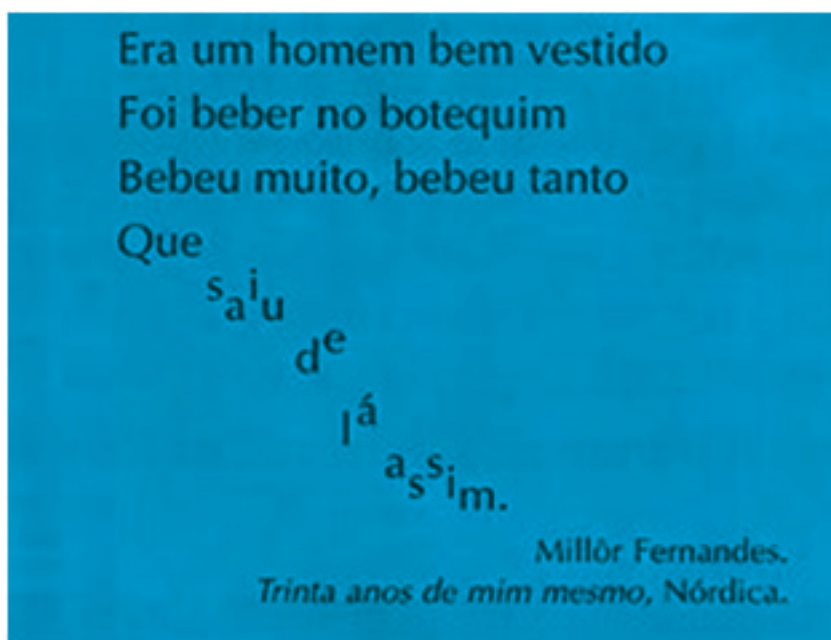 Era um homem bem vestido
Foi beber no botequim
Bebeu muito, bebeu tanto
Que
saiu
de
lá
assim.
Millôr Fernandes.
Trinta anos de mim mesmo, Nórdica.